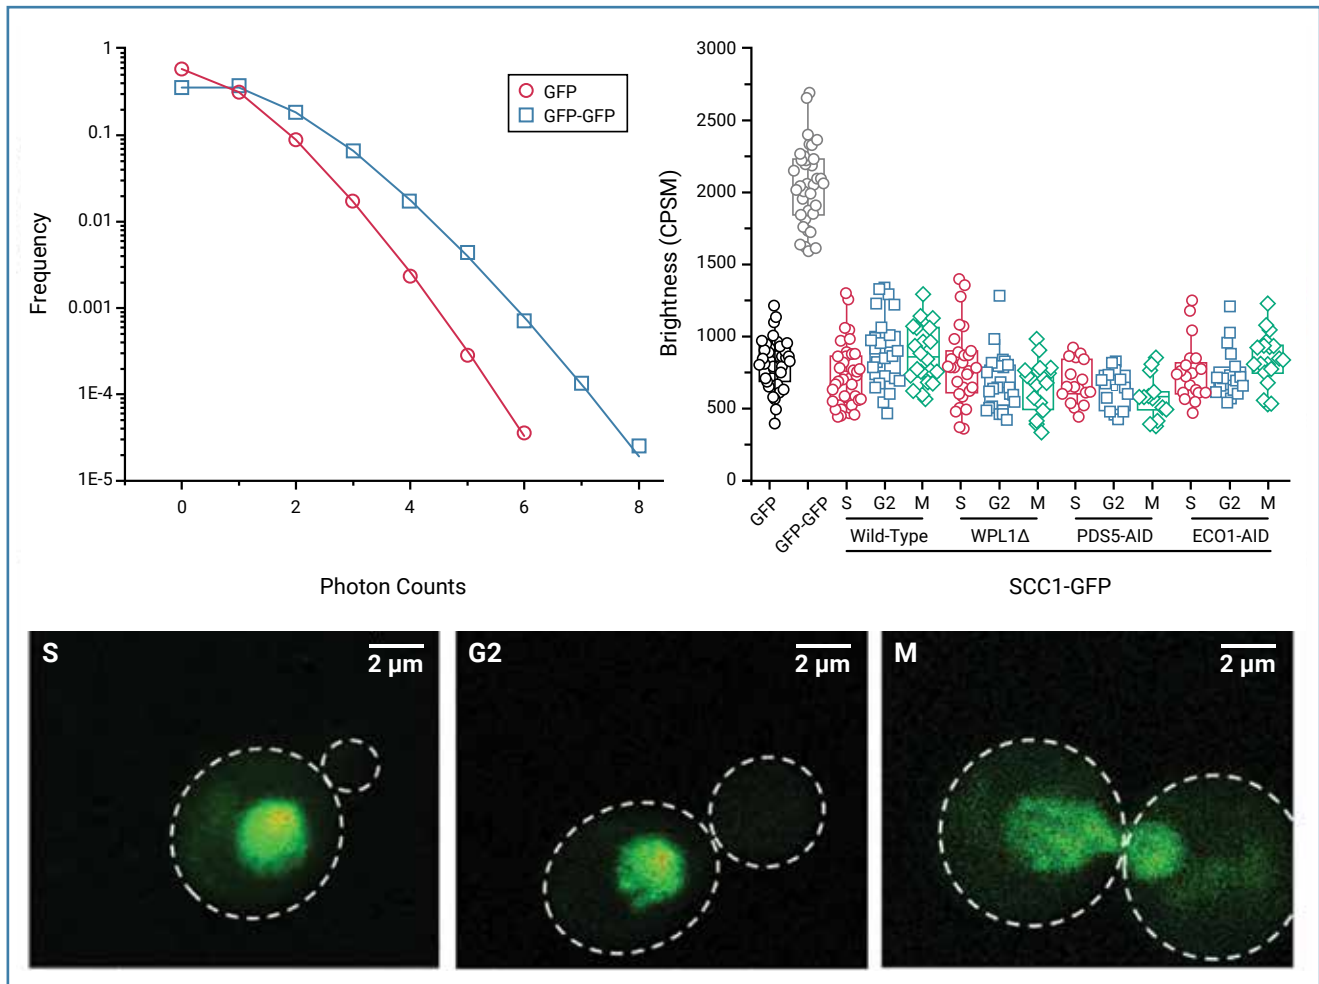 1
0.1
0.01
0.001
1E-4
1E-5
Frequency
0 2 4 6 8
Photon Counts
GFP
GFP-GFP
3000
2500
2000
1500
1000
500
0
Brightness (CPSM)
GFP GFP-GFP S G2 M S G2 M S G2 M S G2 M
Wild-Type WPL1Δ PDS5-AID ECO1-AID
SCC1-GFP
S 2 μm
G2 2 μm
M 2 μm